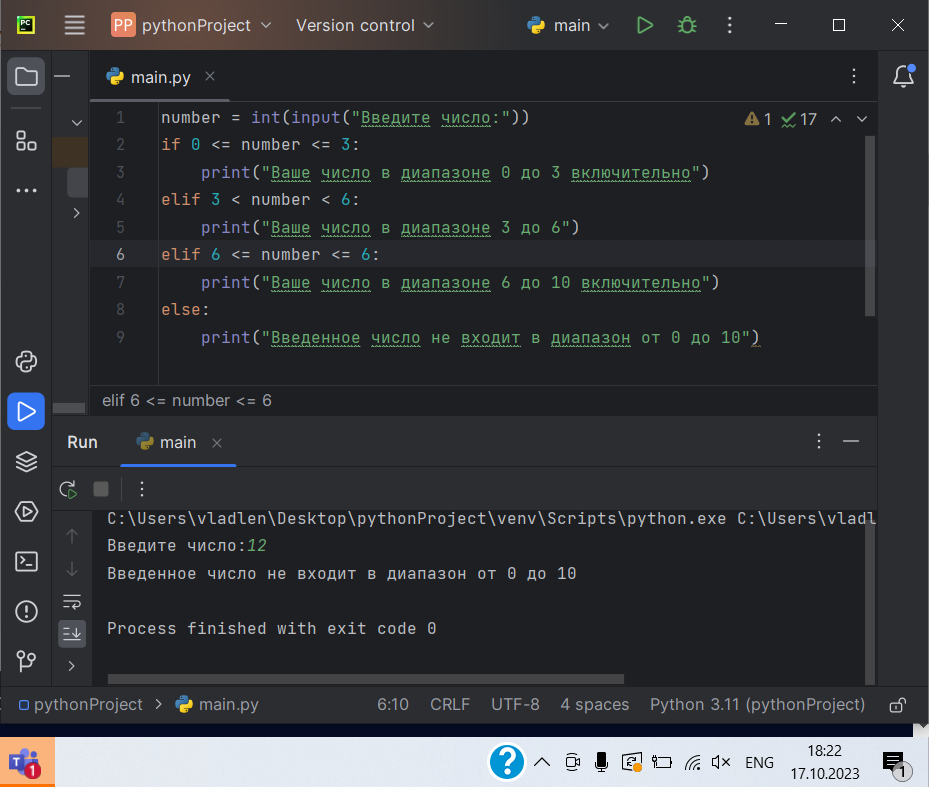 PC
PP pythonProject Version control main
main.py
1 number = int(input("Введите число:"))
1 17
2 if 0 <= number <= 3:
3     print("Ваше число в диапазоне 0 до 3 включительно")
4 elif 3 < number < 6:
5     print("Ваше число в диапазоне 3 до 6")
6 elif 6 <= number <= 6:
7     print("Ваше число в диапазоне 6 до 10 включительно")
8 else:
9     print("Введенное число не входит в диапазон от 0 до 10")
elif 6 <= number <= 6
Run main
C:\Users\vladlen\Desktop\pythonProject\venv\Scripts\python.exe C:\Users\vladl
Введите число:12
Введенное число не входит в диапазон от 0 до 10
Process finished with exit code 0
pythonProject > main.py 6:10 CRLF UTF-8 4 spaces Python 3.11 (pythonProject)
T 1 ? ENG 18:22
17.10.2023 1